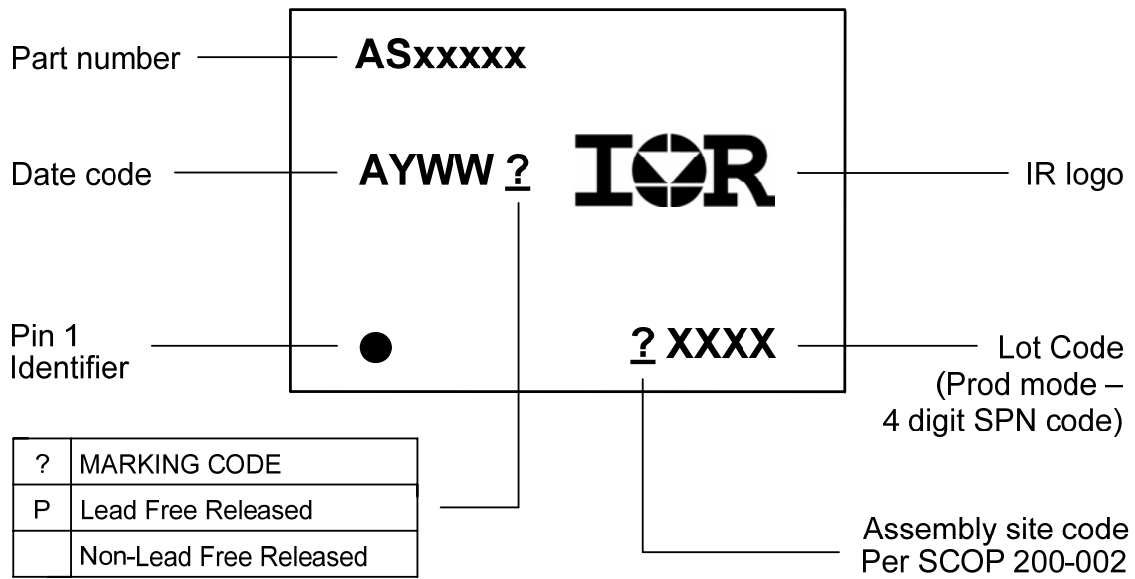 Part number
ASxxxxx
Date code
AYWW ?
IOR
IR logo
Pin 1
Identifier
? XXXX
Lot Code
(Prod mode –
4 digit SPN code)
? MARKING CODE
P Lead Free Released
Non-Lead Free Released
Assembly site code
Per SCOP 200-002